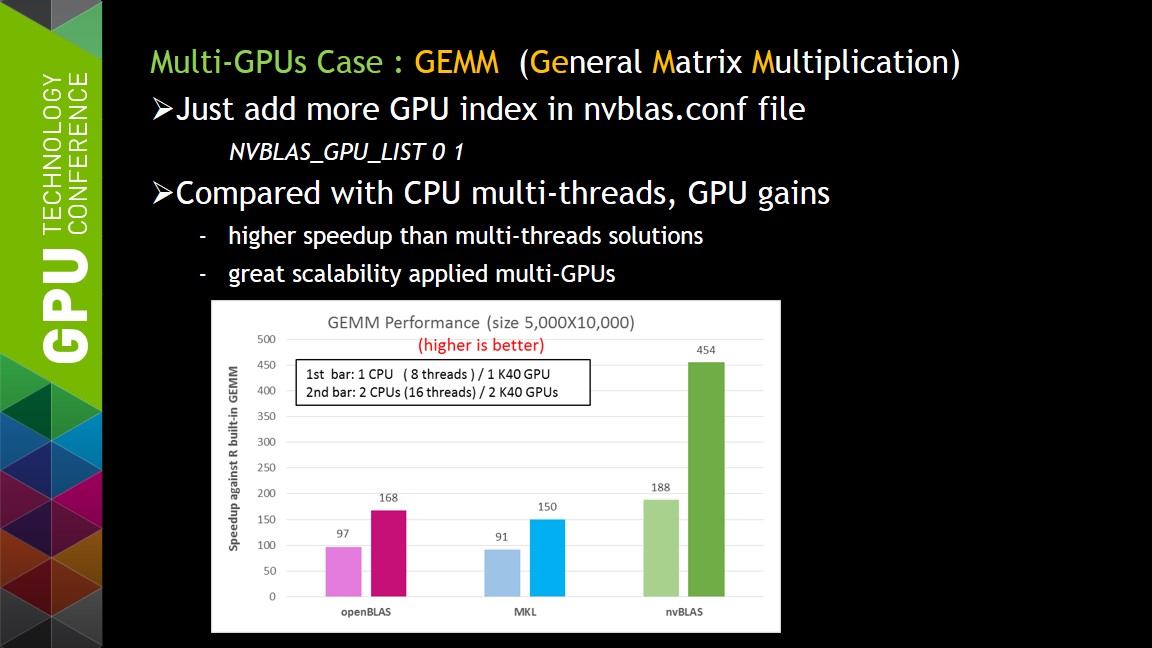 GPU TECHNOLOGY
CONFERENCE
Multi-GPUs Case : GEMM (General Matrix Multiplication)
➢Just add more GPU index in nvblas.conf file
NVBLAS_GPU_LIST 0 1
➢Compared with CPU multi-threads, GPU gains
- higher speedup than multi-threads solutions
- great scalability applied multi-GPUs
GEMM Performance (size 5,000X10,000)
(higher is better)
1st bar: 1 CPU ( 8 threads ) / 1 K40 GPU
2nd bar: 2 CPUs (16 threads) / 2 K40 GPUs
Speedup against R built-in GEMM
500
450
400
350
300
250
200
150
100
50
0
97
168
91
150
188
454
openBLAS
MKL
nvBLAS